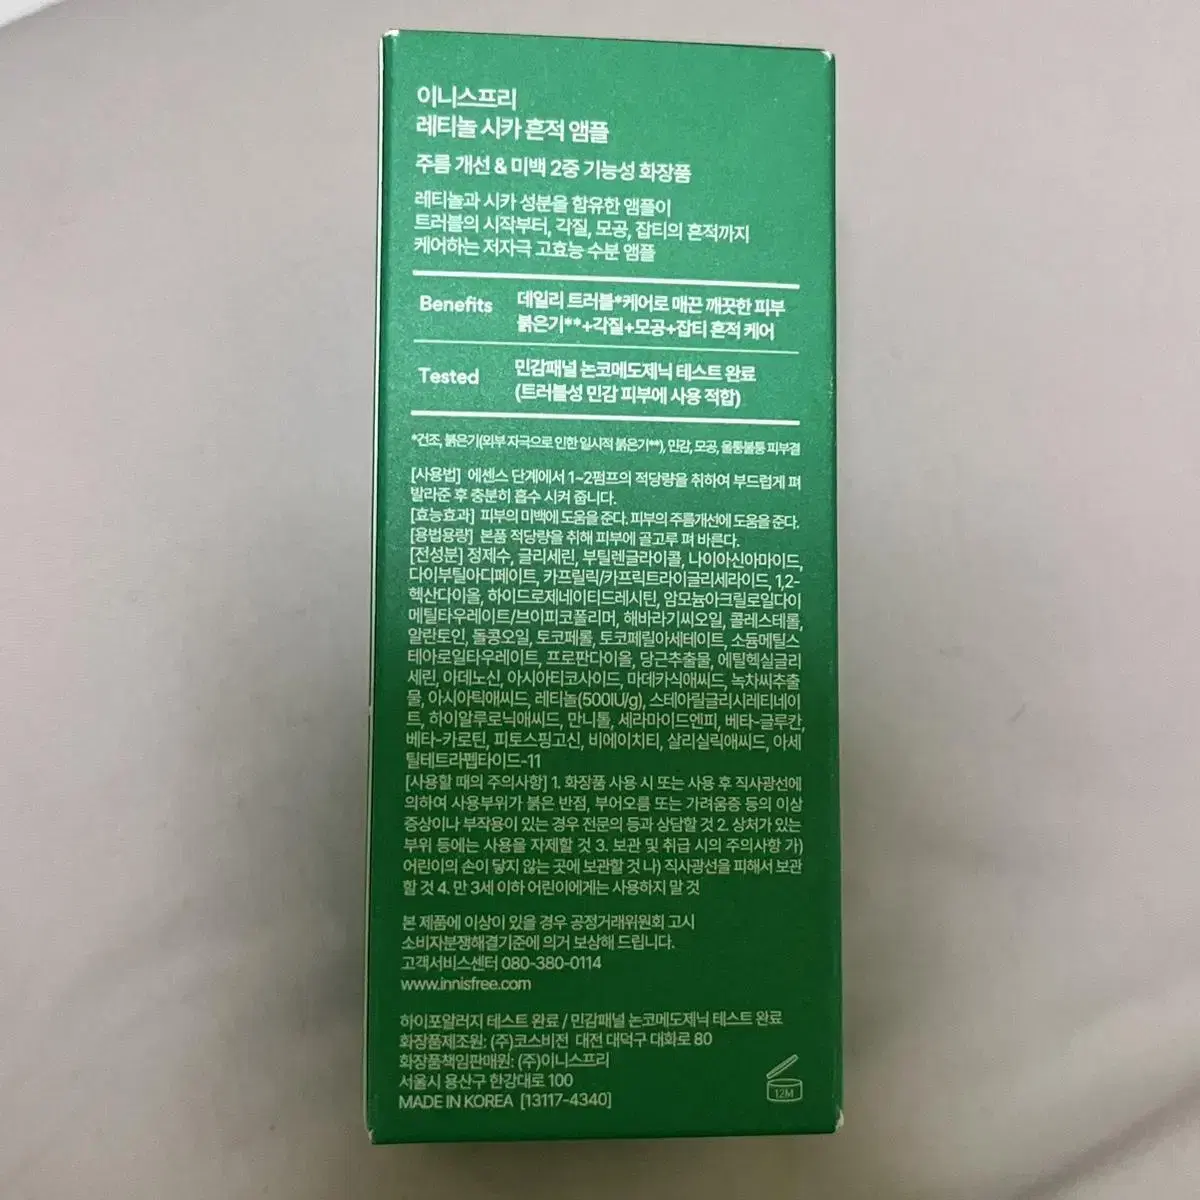 이니스프리
레티놀 시카 흔적 앰플
주름 개선 & 미백 2중 기능성 화장품
레티놀과 시카 성분을 함유한 앰플이
트러블의 시작부터, 각질, 모공, 잡티의 흔적까지
케어하는 저자극 고효능 수분 앰플
Benefits 데일리 트러블*케어로 매끈 깨끗한 피부
붉은기**+각질+모공+잡티 흔적 케어
Tested 민감패널 논코메도제닉 테스트 완료
(트러블성 민감 피부에 사용 적합)
*건조, 붉은기(외부 자극으로 인한 일시적 붉은기**), 민감, 모공, 울퉁불퉁 피부결
[사용법] 에센스 단계에서 1~2펌프의 적당량을 취하여 부드럽게 펴
발라준 후 충분히 흡수 시켜 줍니다.
[효능효과] 피부의 미백에 도움을 준다. 피부의 주름개선에 도움을 준다.
[용법용량] 본품 적당량을 취해 피부에 골고루 펴 바른다.
[전성분] 정제수, 글리세린, 부틸렌글라이콜, 나이아신아마이드,
다이부틸아디페이트, 카프릴릭/카프릭트라이글리세라이드, 1,2-
헥산다이올, 하이드로제네이티드레시틴, 암모늄아크릴로일다이
메틸타우레이트/브이피코폴리머, 해바라기씨오일, 콜레스테롤,
알란토인, 돌콩오일, 토코페롤, 토코페릴아세테이트, 소듐메틸스
테아로일타우레이트, 프로판다이올, 당근추출물, 에틸헥실글리
세린, 아데노신, 아시아티코사이드, 마데카식애씨드, 녹차씨추출
물, 아시아틱애씨드, 레티놀(500IU/g), 스테아릴글리시레티네이
트, 하이알루로닉애씨드, 만니톨, 세라마이드엔피, 베타-글루칸,
베타-카로틴, 피토스핑고신, 비에이치티, 살리실릭애씨드, 아세
틸테트라펩타이드-11
[사용할 때의 주의사항] 1. 화장품 사용 시 또는 사용 후 직사광선에
의하여 사용부위가 붉은 반점, 부어오름 또는 가려움증 등의 이상
증상이나 부작용이 있는 경우 전문의 등과 상담할 것 2. 상처가 있는
부위 등에는 사용을 자제할 것 3. 보관 및 취급 시의 주의사항 가)
어린이의 손이 닿지 않는 곳에 보관할 것 나) 직사광선을 피해서 보관
할 것 4. 만 3세 이하 어린이에게는 사용하지 말 것
본 제품에 이상이 있을 경우 공정거래위원회 고시
소비자분쟁해결기준에 의거 보상해 드립니다.
고객서비스센터 080-380-0114
www.innisfree.com
하이포알러지 테스트 완료 / 민감패널 논코메도제닉 테스트 완료
화장품제조원: (주)코스비전 대전 대덕구 대화로 80
화장품책임판매원: (주)이니스프리
서울시 용산구 한강대로 100
MADE IN KOREA [13117-4340]
12M